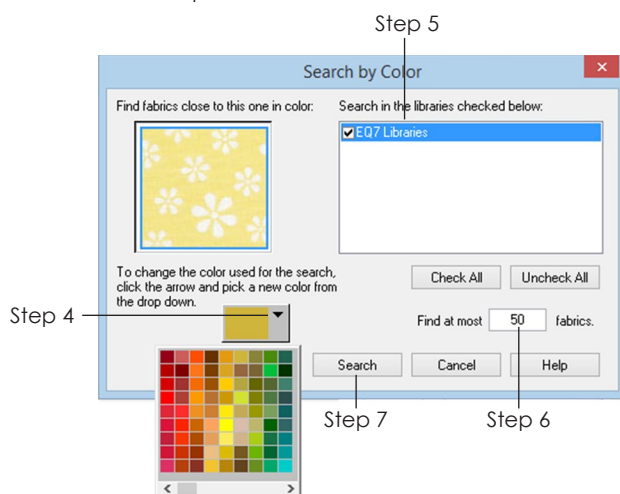 Step 5
Search by Color
Find fabrics close to this one in color:
Search in the libraries checked below:
EQ7 Libraries
To change the color used for the search,
click the arrow and pick a new color from
the drop down.
Check All
Uncheck All
Step 4
Find at most 50 fabrics.
Search
Cancel
Help
Step 7
Step 6